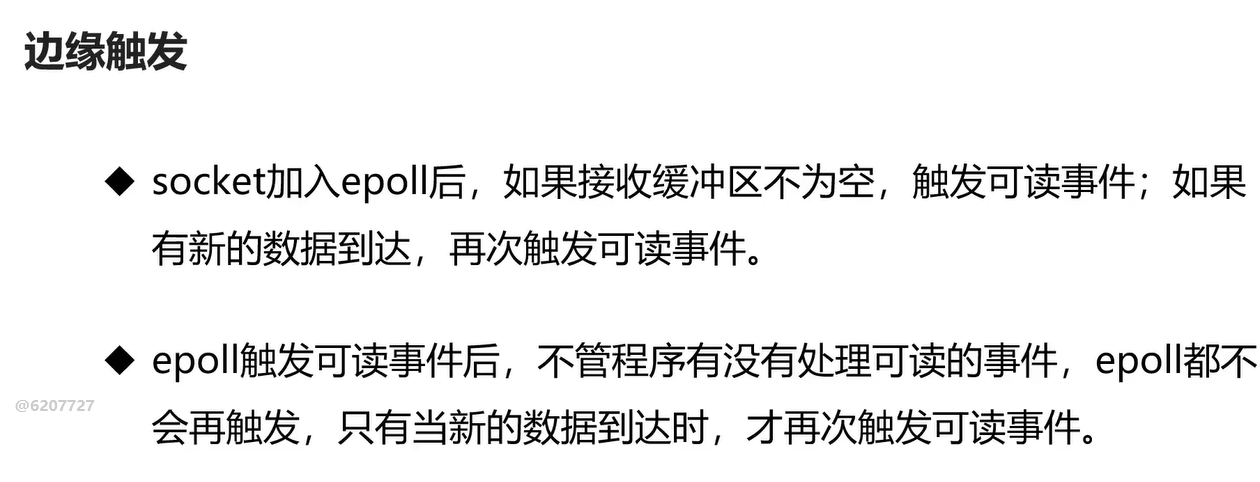 边缘触发
◆ socket加入epoll后，如果接收缓冲区不为空，触发可读事件；如果
有新的数据到达，再次触发可读事件。
◆ epoll触发可读事件后，不管程序有没有处理可读的事件，epoll都不
@6207727
会再触发，只有当新的数据到达时，才再次触发可读事件。